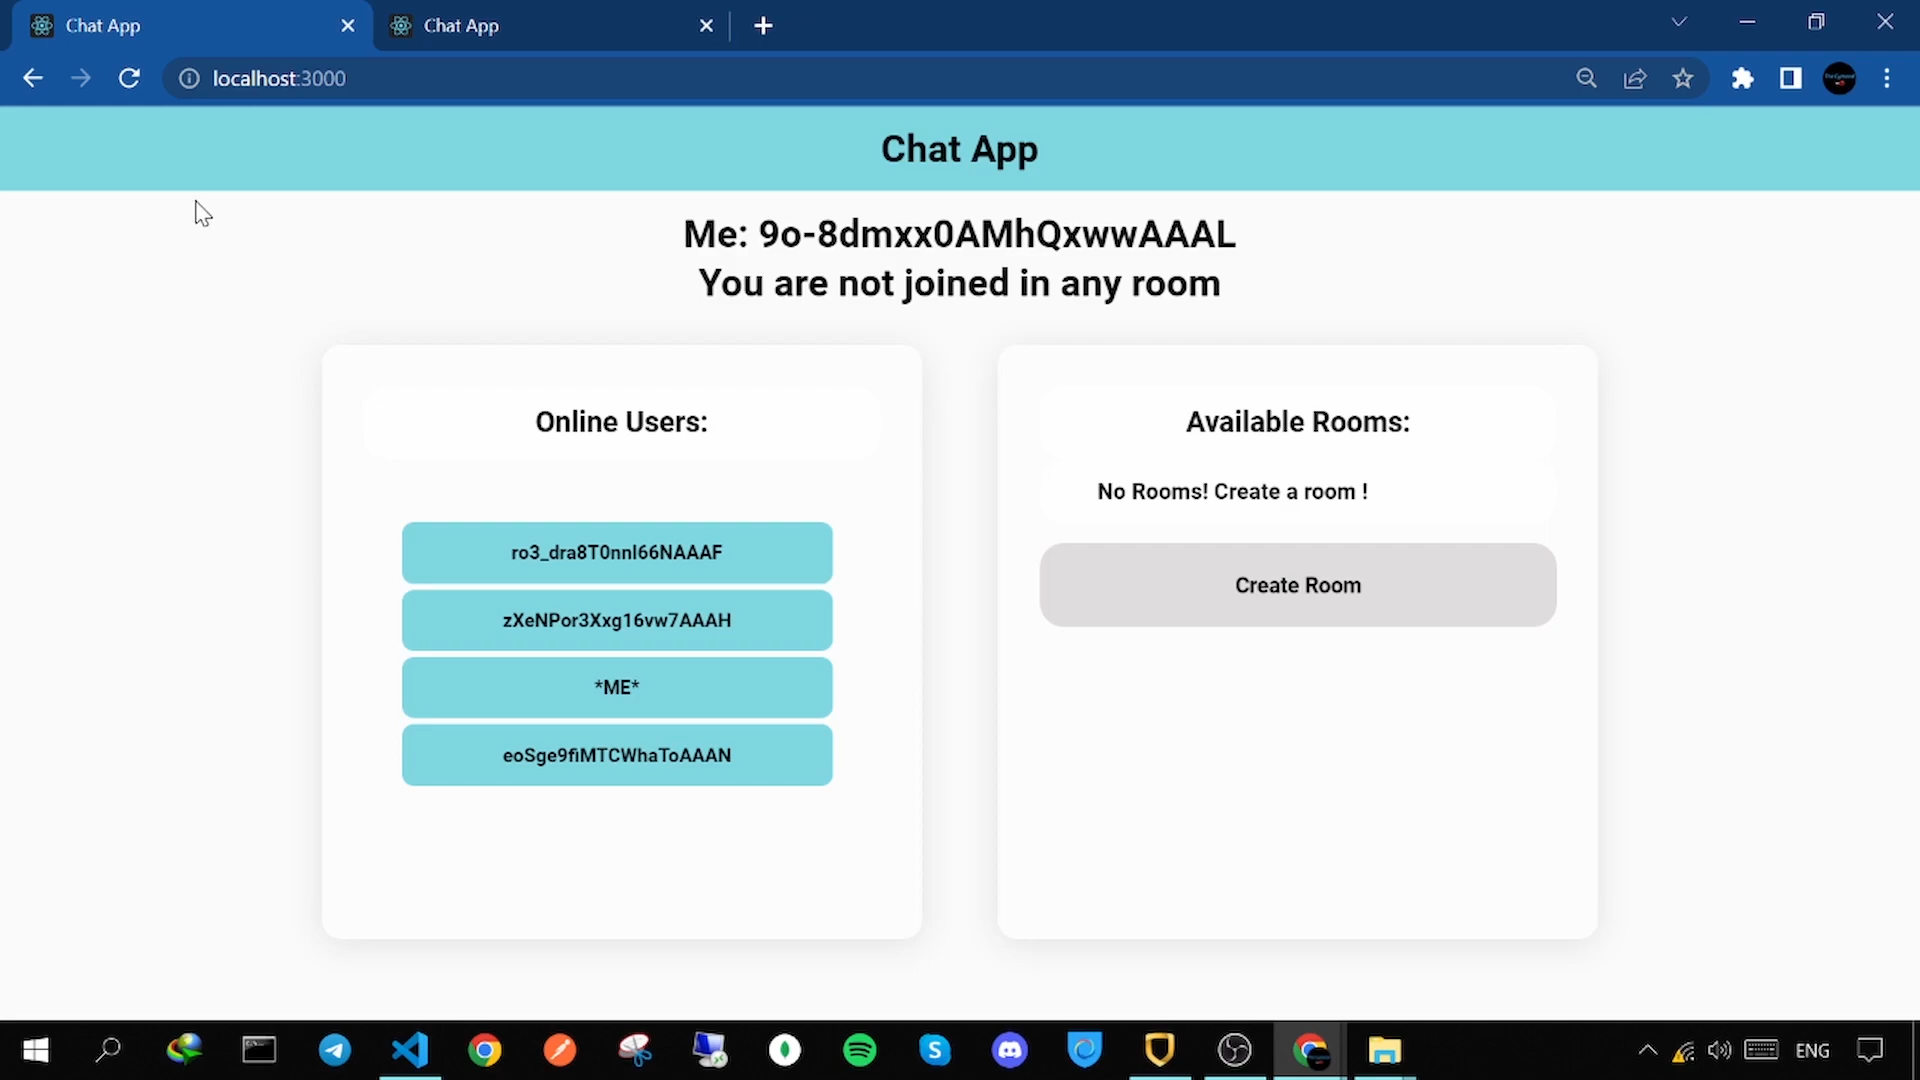 Chat App
Chat App
localhost:3000
Chat App
Me: 9o-8dmxx0AMhQxwwAAAL
You are not joined in any room
Online Users:
ro3_dra8T0nnl66NAAAF
zXeNPor3Xxg16vw7AAAH
*ME*
eoSge9fiMTCWhaToAAAN
Available Rooms:
No Rooms! Create a room !
Create Room
ENG